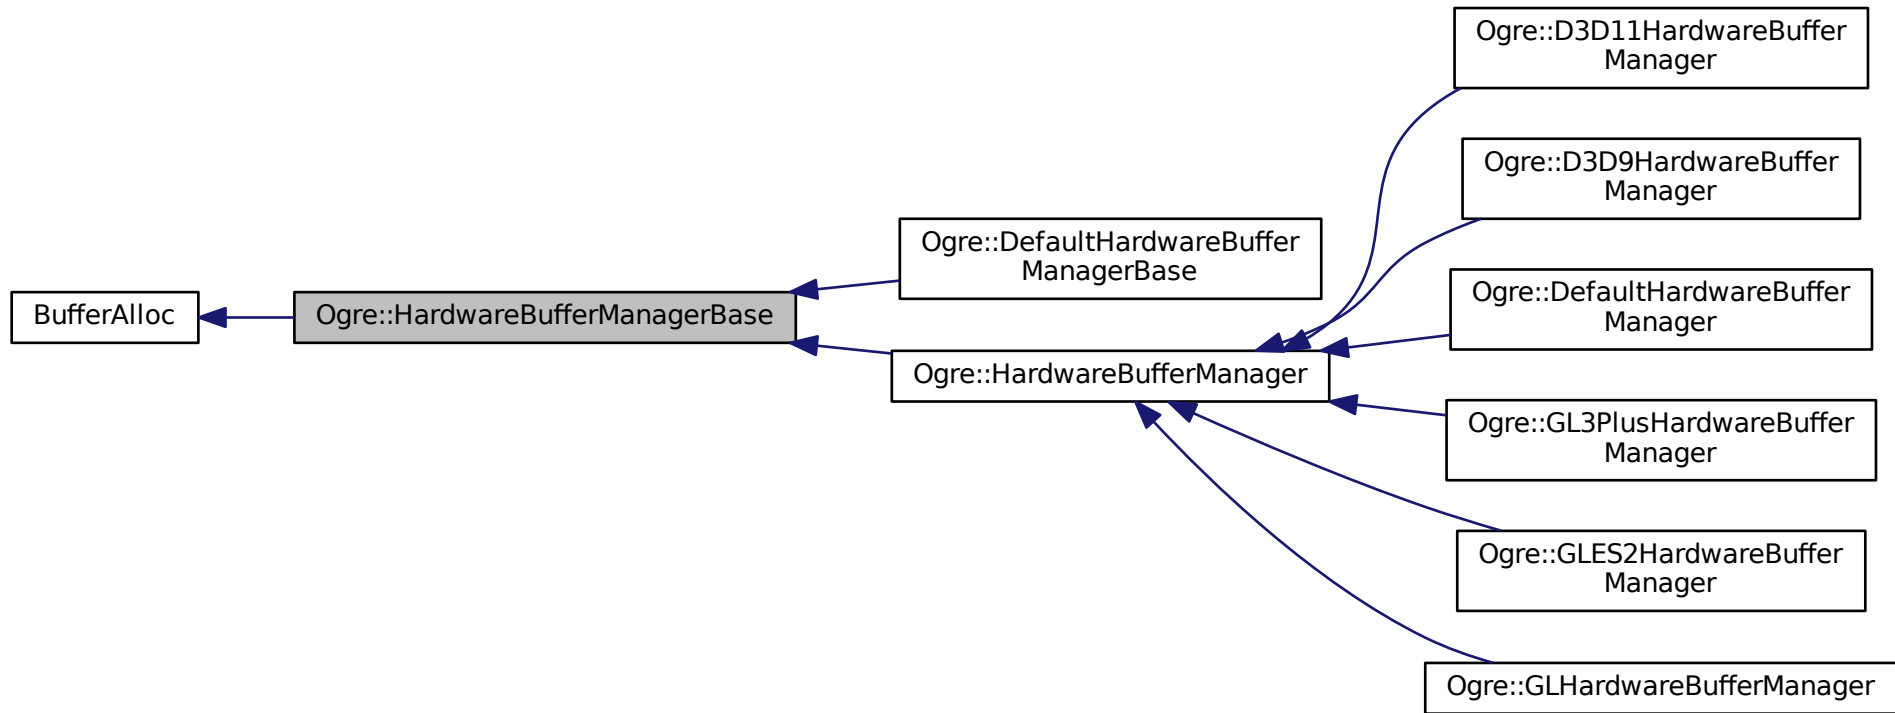 BufferAlloc
Ogre::HardwareBufferManagerBase
Ogre::DefaultHardwareBuffer
ManagerBase
Ogre::HardwareBufferManager
Ogre::D3D11HardwareBuffer
Manager
Ogre::D3D9HardwareBuffer
Manager
Ogre::DefaultHardwareBuffer
Manager
Ogre::GL3PlusHardwareBuffer
Manager
Ogre::GLES2HardwareBuffer
Manager
Ogre::GLHardwareBufferManager